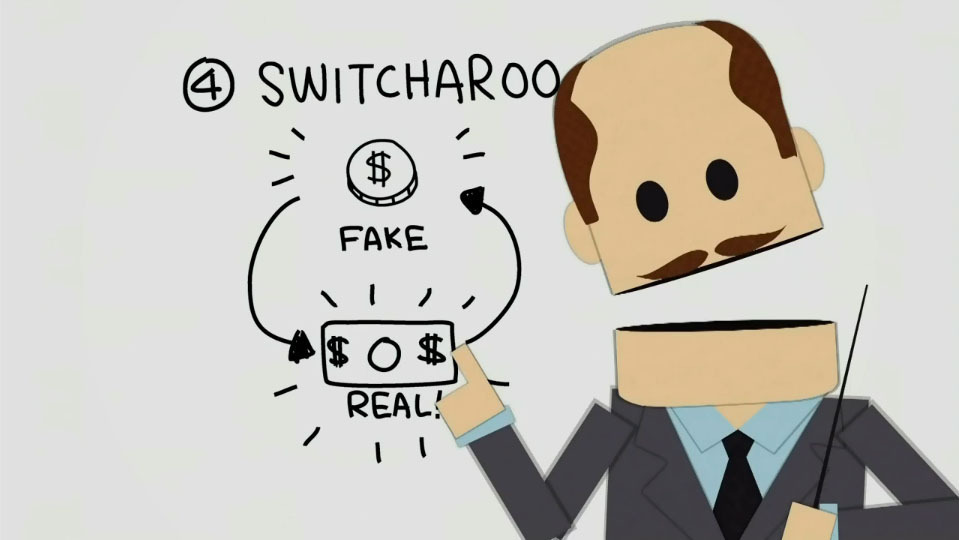 ④ SWITCHAROO
$
FAKE
$ $
REAL!